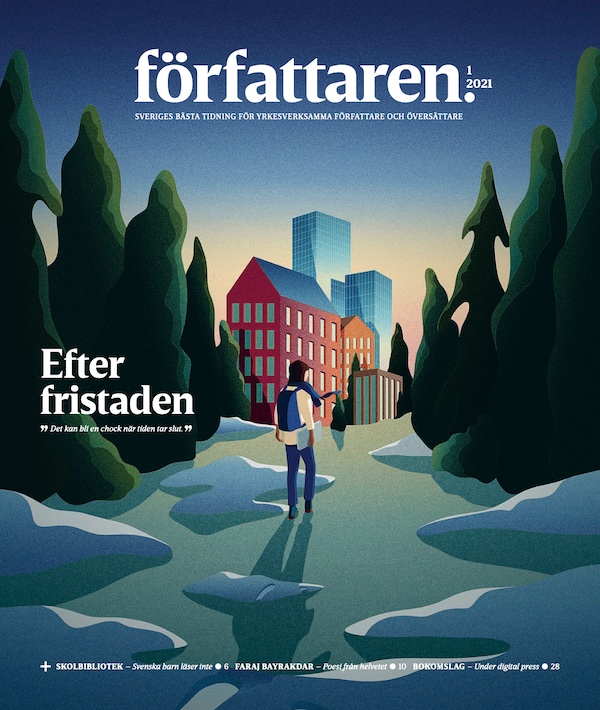 författaren.
1
2021
SVERIGES BÄSTA TIDNING FÖR YRKESVERKSAMMA FÖRFATTARE OCH ÖVERSÄTTARE
Efter
fristaden
”Det kan bli en chock när tiden tar slut.”
+ SKOLBIBLIOTEK – Svenska barn läser inte ● 6 FARAJ BAYRAKDAR – Poesi från helvetet ● 10 BOKOMSLAG – Under digital press ● 28